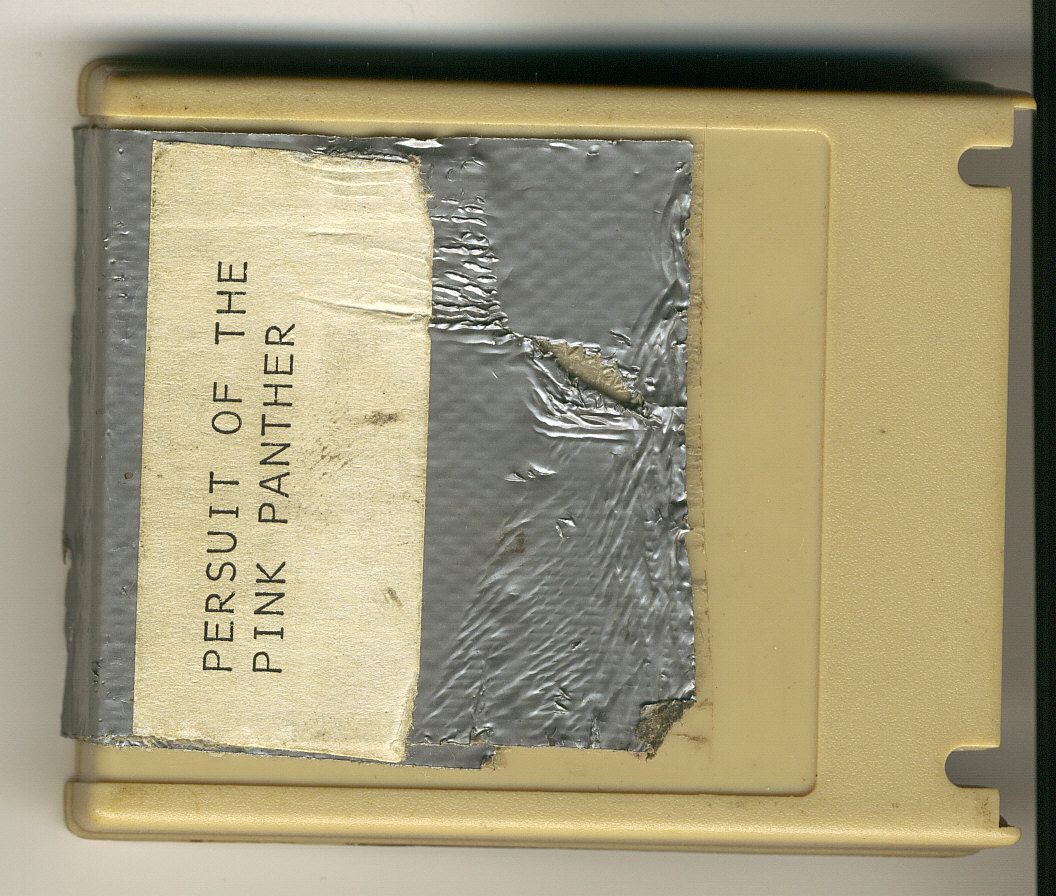 PERSUIT OF THE
PINK PANTHER